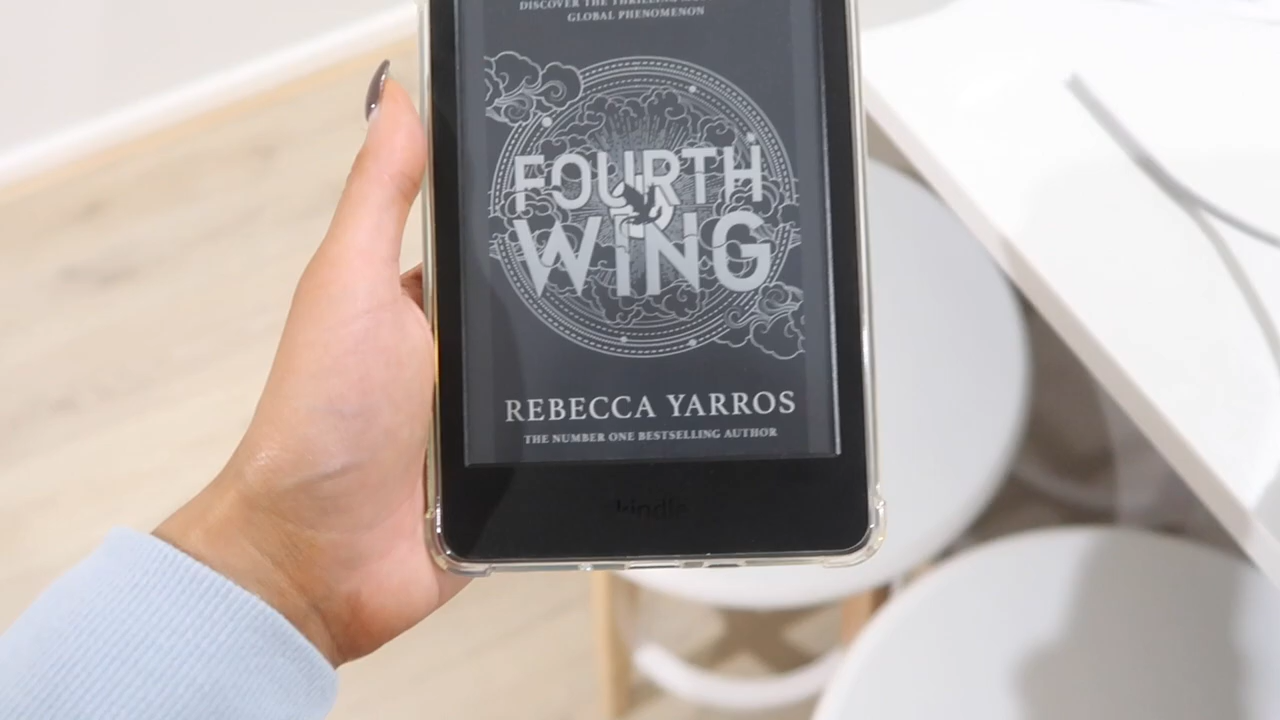 DISCOVER THE THRILLING
GLOBAL PHENOMENON
FOURTH
WING
REBECCA YARROS
THE NUMBER ONE BESTSELLING AUTHOR
kindle